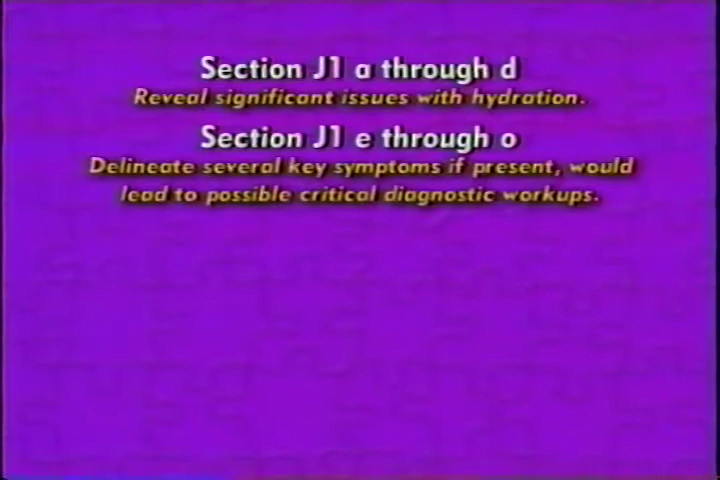 Section J1 a through d
Reveal significant issues with hydration.
Section J1 e through o
Delineate several key symptoms if present, would
lead to possible critical diagnostic workups.